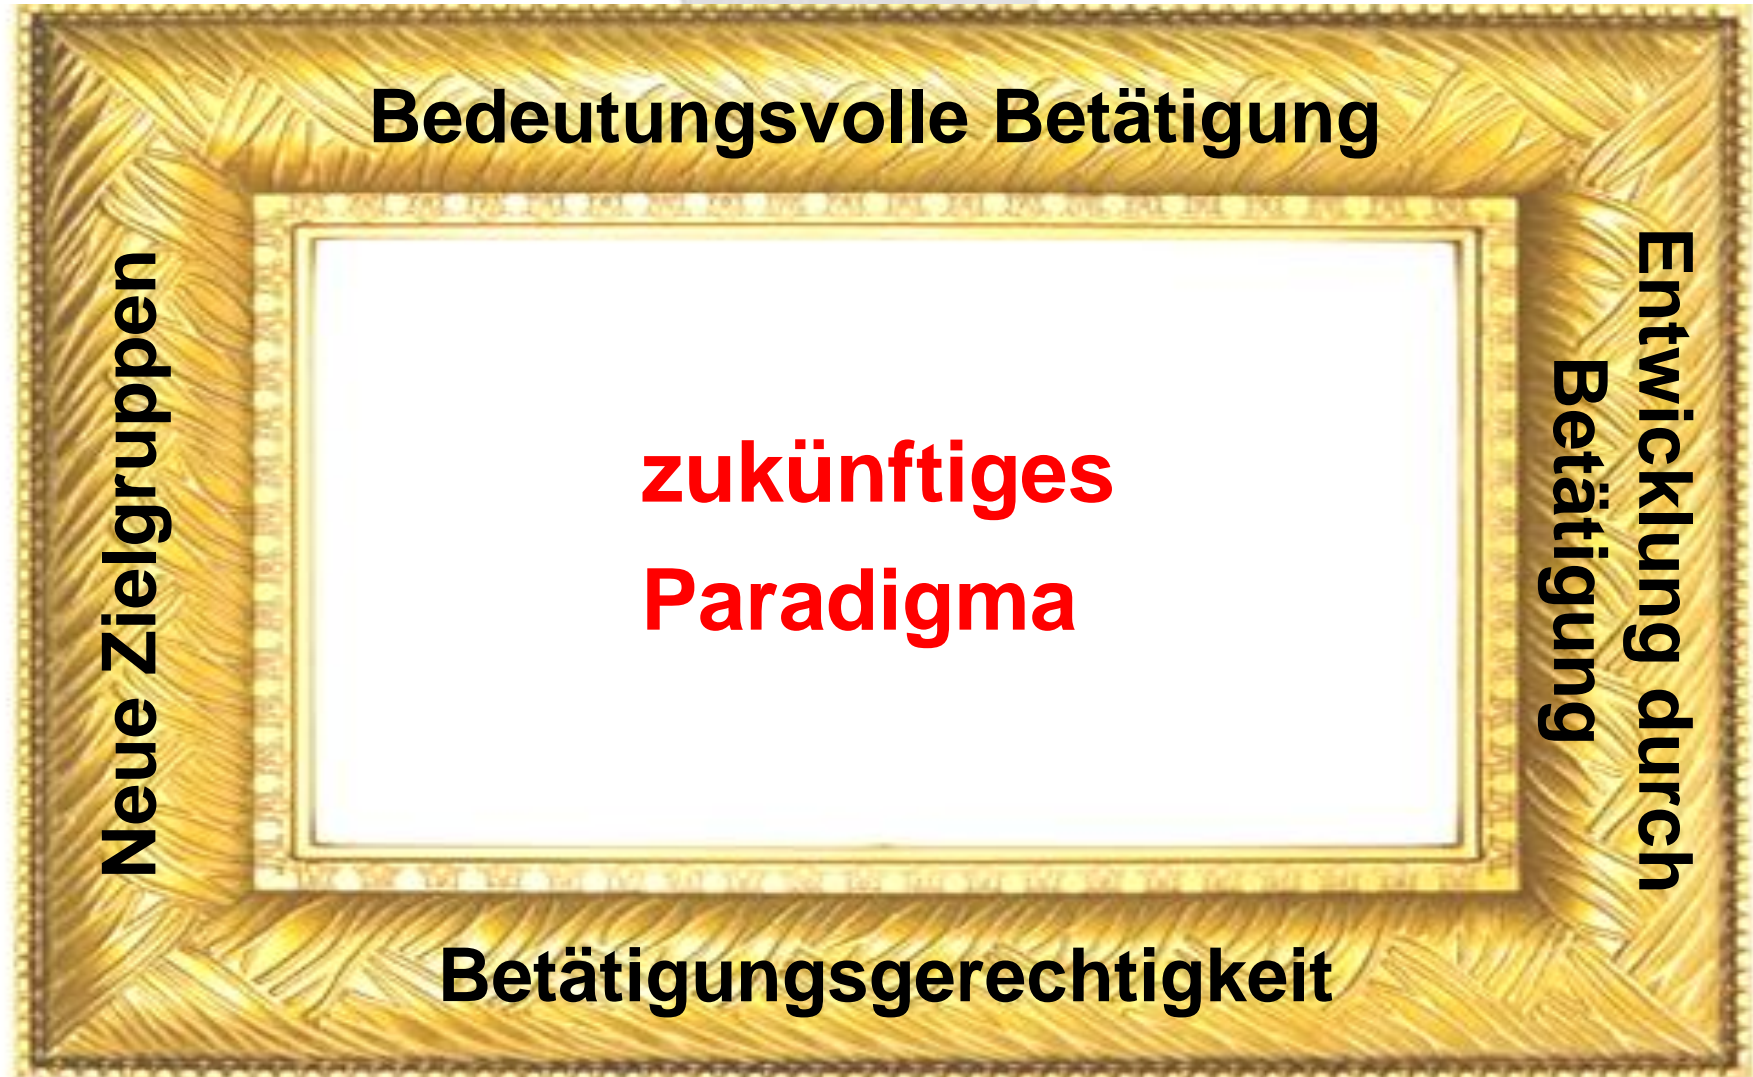 Bedeutungsvolle Betätigung
Neue Zielgruppen
zukünftiges
Paradigma
Entwicklung durch
Betätigung
Betätigungsgerechtigkeit